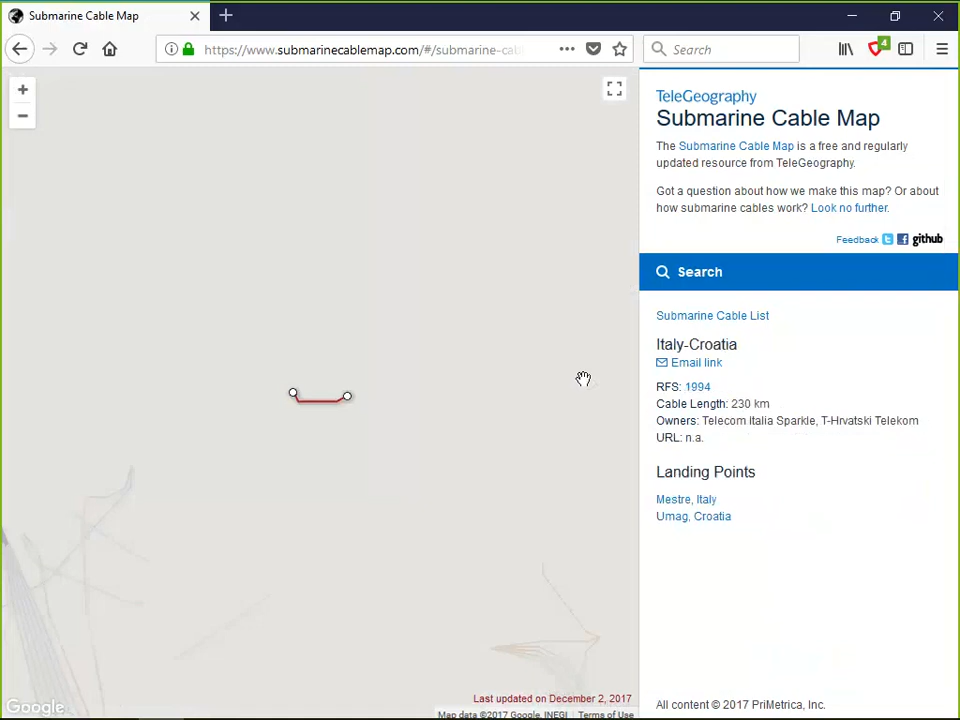 Submarine Cable Map
https://www.submarinecablemap.com/#/submarine-cab
Search
4
TeleGeography
Submarine Cable Map
The Submarine Cable Map is a free and regularly
updated resource from TeleGeography.
Got a question about how we make this map? Or about
how submarine cables work? Look no further.
Feedback github
Search
Submarine Cable List
Italy-Croatia
Email link
RFS: 1994
Cable Length: 230 km
Owners: Telecom Italia Sparkle, T-Hrvatski Telekom
URL: n.a.
Landing Points
Mestre, Italy
Umag, Croatia
Last updated on December 2, 2017
Google
Map data ©2017 Google, INEGI Terms of Use
All content © 2017 PriMetrica, Inc.